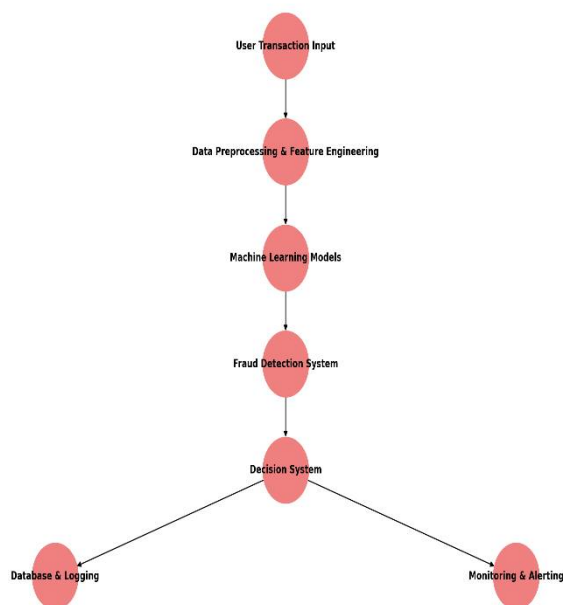 User Transaction Input
Data Preprocessing & Feature Engineering
Machine Learning Models
Fraud Detection System
Decision System
Database & Logging
Monitoring & Alerting